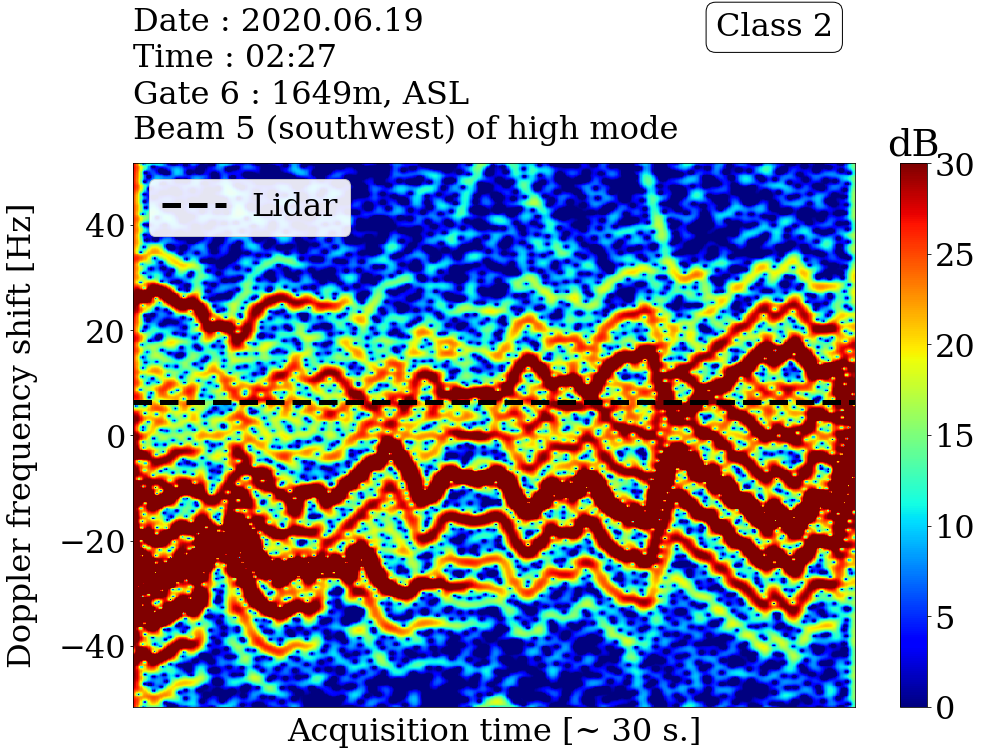 Date : 2020.06.19
Time : 02:27
Gate 6 : 1649m, ASL
Beam 5 (southwest) of high mode
Class 2
dB
Lidar
Doppler frequency shift [Hz]
40
20
0
−20
−40
Acquisition time [~ 30 s.]
30
25
20
15
10
5
0